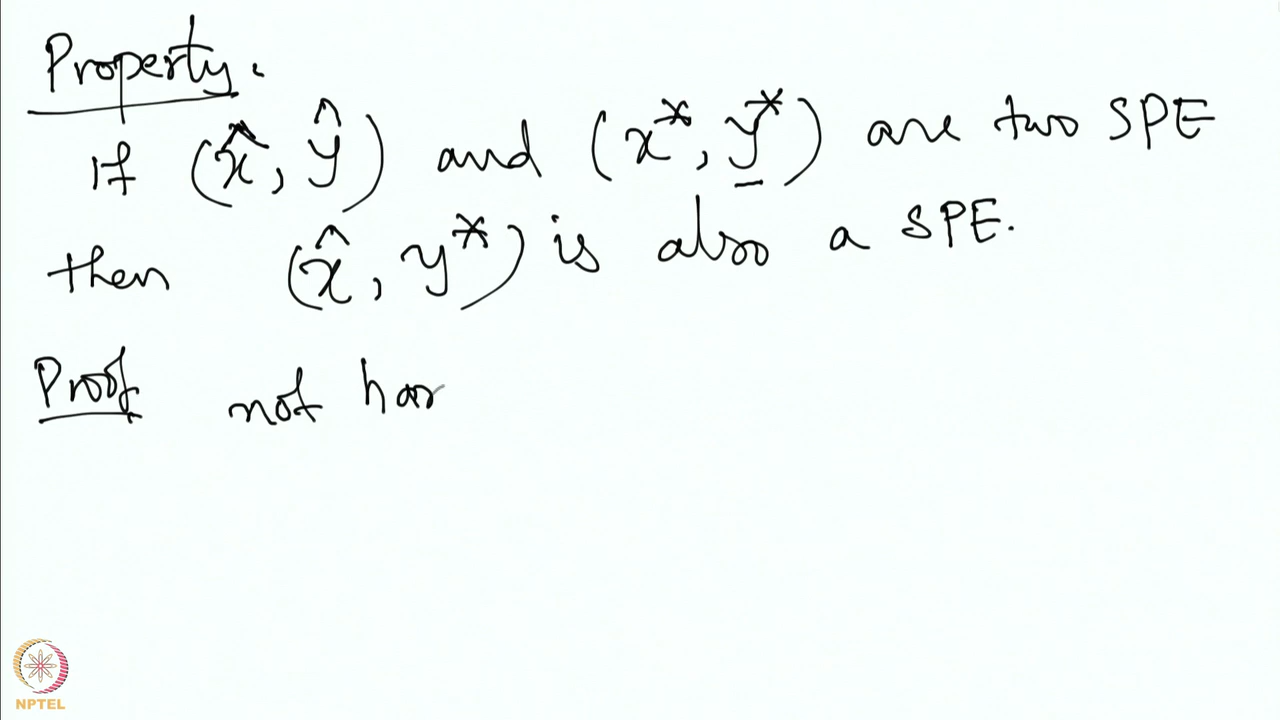 Property.
If (x̂, ŷ) and (x*, y*) are two SPE
then (x̂, y*) is also a SPE.
Proof not har
NPTEL